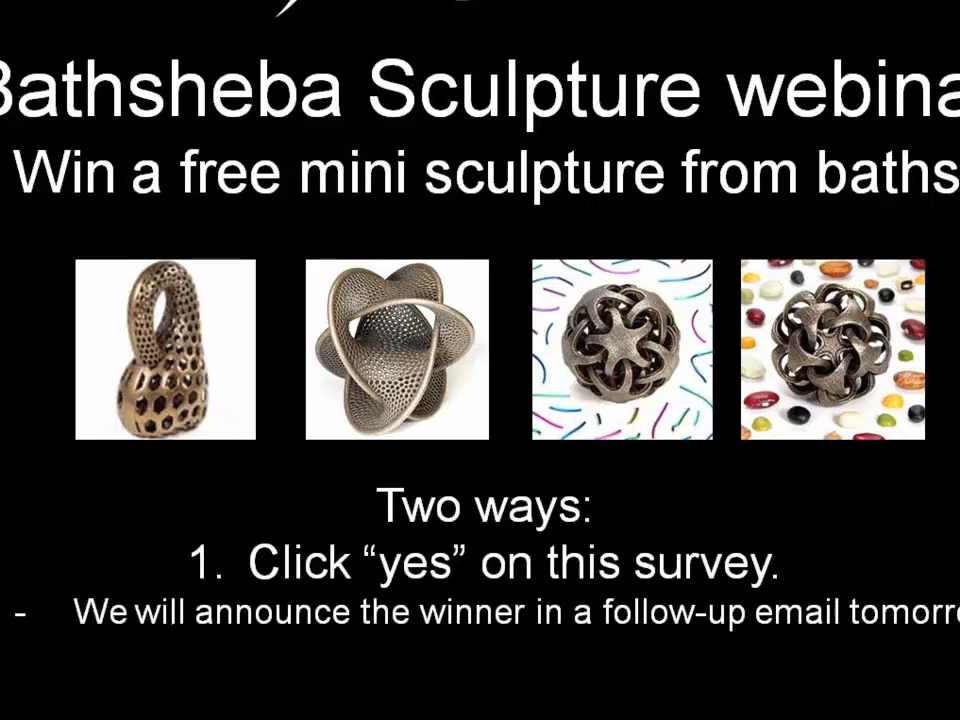 Bathsheba Sculpture webina
Win a free mini sculpture from baths
Two ways:
1. Click “yes” on this survey.
- We will announce the winner in a follow-up email tomorro